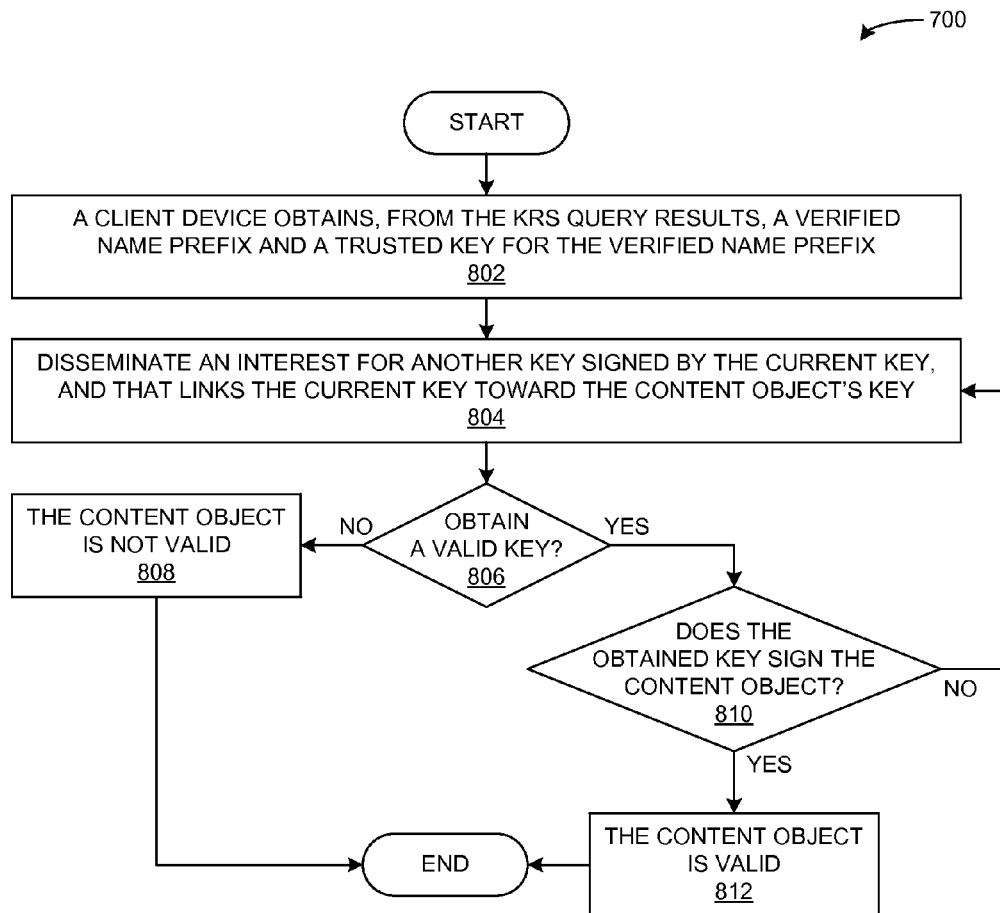 700
START
A CLIENT DEVICE OBTAINS, FROM THE KRS QUERY RESULTS, A VERIFIED
NAME PREFIX AND A TRUSTED KEY FOR THE VERIFIED NAME PREFIX
802
DISSEMINATE AN INTEREST FOR ANOTHER KEY SIGNED BY THE CURRENT KEY,
AND THAT LINKS THE CURRENT KEY TOWARD THE CONTENT OBJECT'S KEY
804
THE CONTENT OBJECT
IS NOT VALID
808
NO
OBTAIN
A VALID KEY?
806
YES
DOES THE
OBTAINED KEY SIGN THE
CONTENT OBJECT?
810
NO
YES
THE CONTENT OBJECT
IS VALID
812
END